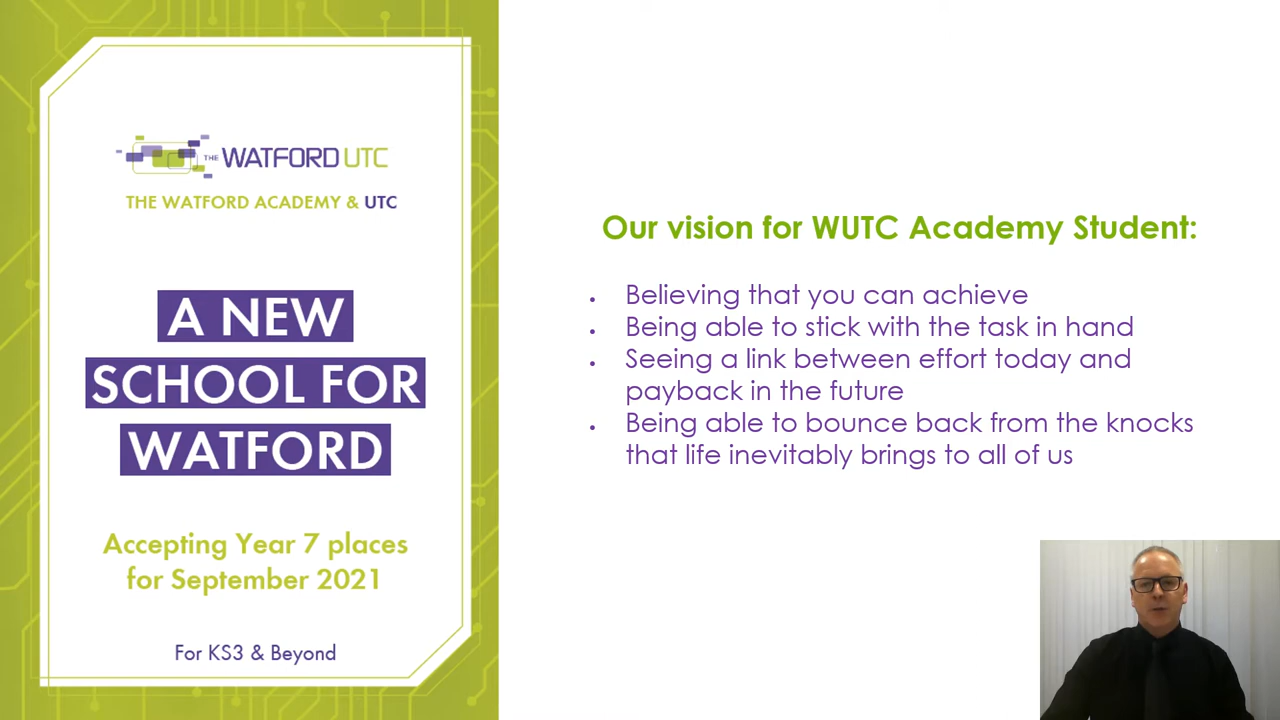 THE WATFORD UTC
THE WATFORD ACADEMY & UTC
A NEW
SCHOOL FOR
WATFORD
Accepting Year 7 places
for September 2021
For KS3 & Beyond
Our vision for WUTC Academy Student:
• Believing that you can achieve
• Being able to stick with the task in hand
• Seeing a link between effort today and
payback in the future
• Being able to bounce back from the knocks
that life inevitably brings to all of us